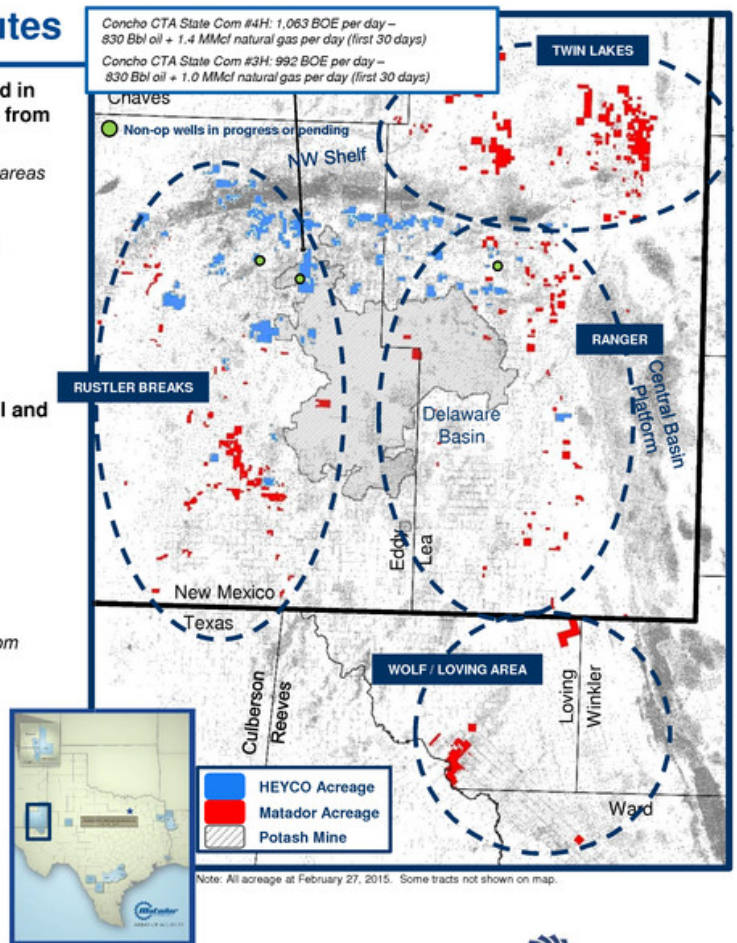 utes
Concho CTA State Com #4H: 1,063 BOE per day –
830 Bbl oil + 1.4 MMcf natural gas per day (first 30 days)
Concho CTA State Com #3H: 992 BOE per day –
830 Bbl oil + 1.0 MMcf natural gas per day (first 30 days)
TWIN LAKES
d in
from
areas
Chaves
Non-op wells in progress or pending
NW Shelf
RANGER
RUSTLER BREAKS
l and
Central Basin
Platform
Delaware
Basin
Eddy
Lea
New Mexico
Texas
om
WOLF / LOVING AREA
Culberson
Reeves
Loving
Winkler
Ward
HEYCO Acreage
Matador Acreage
Potash Mine
Matador
Note: All acreage at February 27, 2015. Some tracts not shown on map.